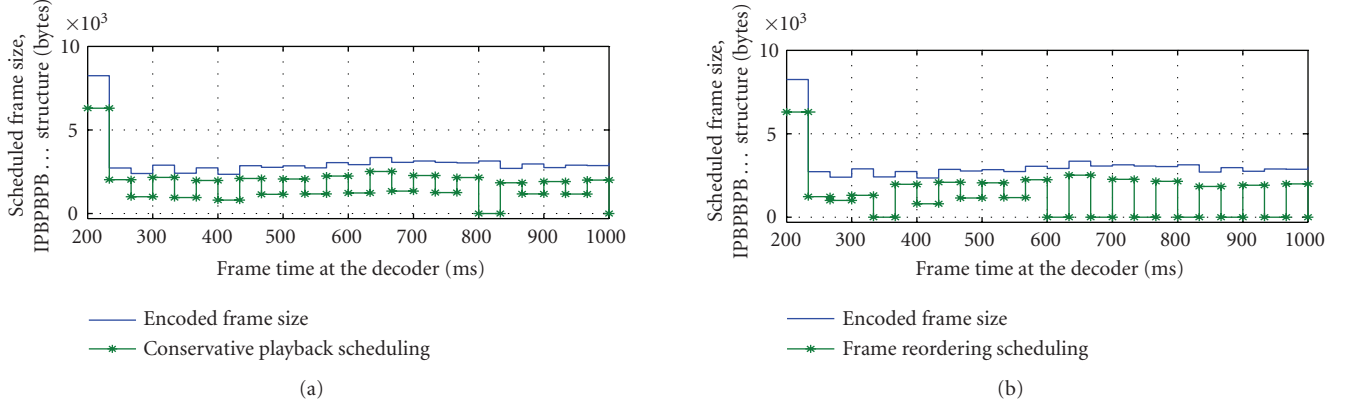 ×10³
10
5
0
Scheduled frame size,
IPBPBPB… structure (bytes)
200 300 400 500 600 700 800 900 1000
Frame time at the decoder (ms)
Encoded frame size
Conservative playback scheduling
(a)
×10³
10
5
0
Scheduled frame size,
IPBPBPB… structure (bytes)
200 300 400 500 600 700 800 900 1000
Frame time at the decoder (ms)
Encoded frame size
Frame reordering scheduling
(b)